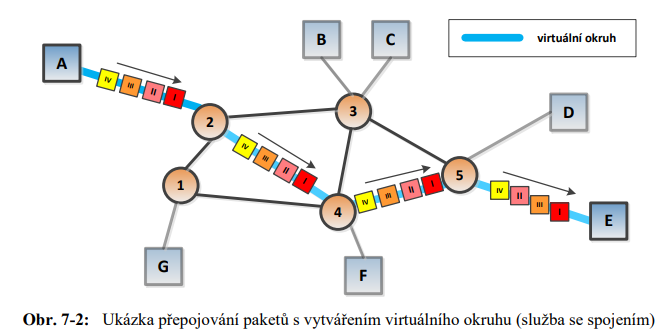 B
C
virtuální okruh
A
IV
III
II
I
3
D
2
IV
III
II
I
5
1
IV
III
II
I
IV
II
III
I
4
E
G
F
Obr. 7-2: Ukázka přepojování paketů s vytvářením virtuálního okruhu (služba se spojením)